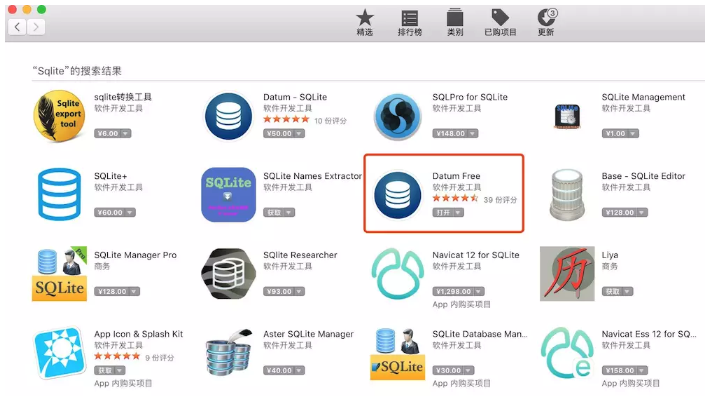 3
精选
排行榜
类别
已购项目
更新
“Sqlite”的搜索结果
Sqlite
export
tool
sqlite转换工具
软件开发工具
¥6.00
Datum - SQLite
软件开发工具
10 份评分
¥50.00
SQLPro for SQLite
软件开发工具
¥148.00
SQLite Management
软件开发工具
¥1.00
SQLite+
软件开发工具
¥60.00
SQLite
SQLite Names Extractor
软件开发工具
获取
Datum Free
软件开发工具
39 份评分
打开
Base - SQLite Editor
软件开发工具
¥128.00
Pro
SQLite
SQLite Manager Pro
商务
¥128.00
SQlite Researcher
软件开发工具
¥93.00
Navicat 12 for SQLite
软件开发工具
¥1,298.00
App 内购买项目
历
Liya
商务
获取
App Icon & Splash Kit
软件开发工具
9 份评分
获取
App 内购买项目
Aster SQLite Manager
软件开发工具
¥40.00
SQLite
SQLite Database Man...
软件开发工具
¥30.00
App 内购买项目
Navicat Ess 12 for SQ...
软件开发工具
¥158.00
App 内购买项目